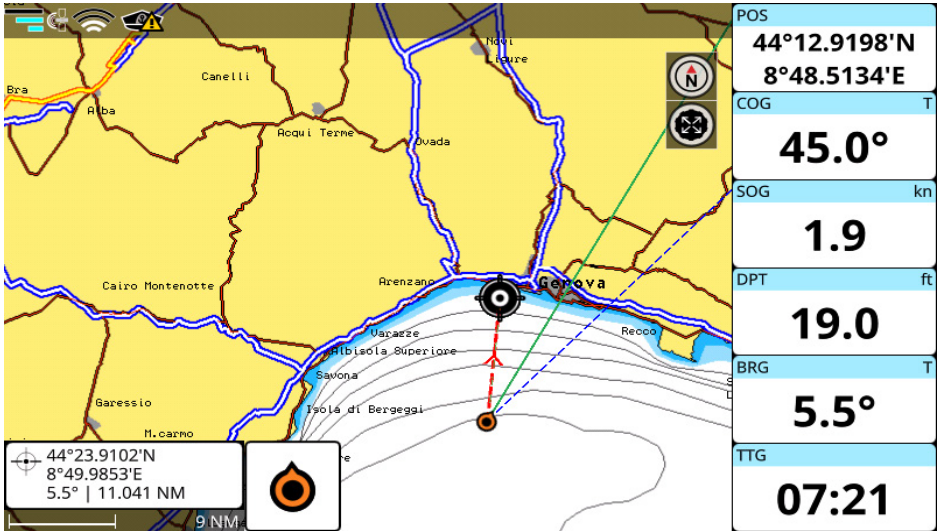 Novi
Ligure
Canelli
Bra
Alba
Acqui Terme
Ovada
N
Cairo Montenotte
Arenzano
Genova
Varazze
Recco
Albisola Superiore
Savona
Garessio
Isola di Bergeggi
M.carmo
44°23.9102'N
8°49.9853'E
5.5° | 11.041 NM
9 NM
POS
44°12.9198'N
8°48.5134'E
COG T
45.0°
SOG kn
1.9
DPT ft
19.0
BRG T
5.5°
TTG
07:21